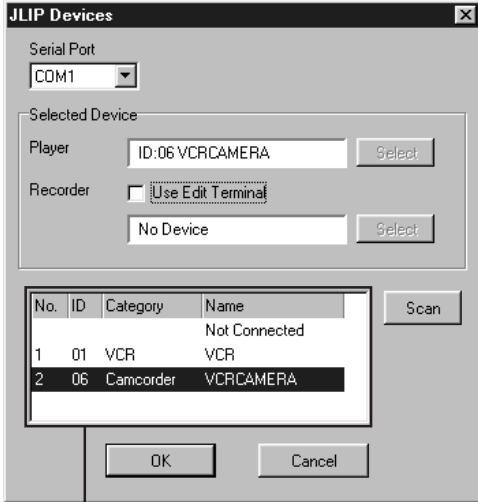 JLIP Devices
Serial Port
COM1
Selected Device
Player ID:06 VCRCAMERA Select
Recorder Use Edit Terminal
No Device Select
No. ID Category Name
Not Connected
1 01 VCR VCR
2 06 Camcorder VCRCAMERA
Scan
OK Cancel